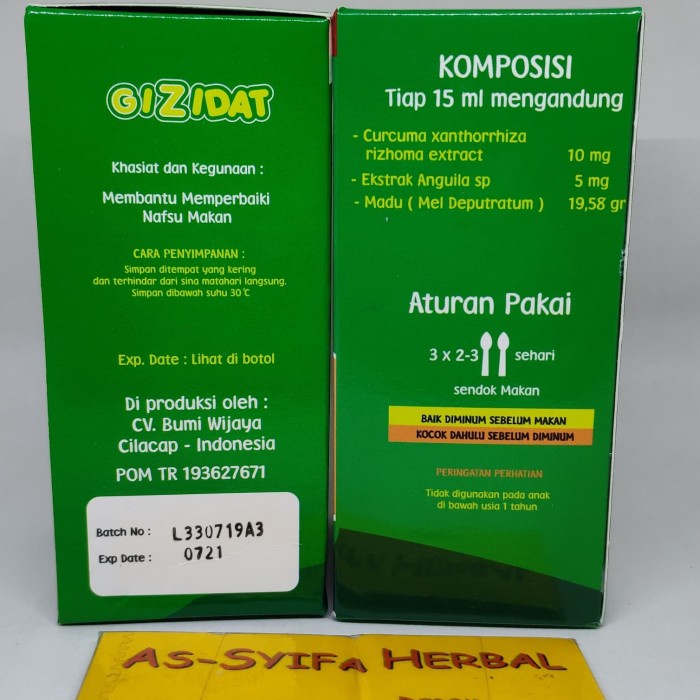 GIZIDAT
Khasiat dan Kegunaan :
Membantu Memperbaiki
Nafsu Makan
CARA PENYIMPANAN :
Simpan ditempat yang kering
dan terhindar dari sina matahari langsung.
Simpan dibawah suhu 30°C
Exp. Date : Lihat di botol
Di produksi oleh :
CV. Bumi Wijaya
Cilacap - Indonesia
POM TR 193627671
Batch No : L330719A3
Exp Date : 0721
KOMPOSISI
Tiap 15 ml mengandung
- Curcuma xanthorrhiza
rizhoma extract 10 mg
- Ekstrak Anguila sp 5 mg
- Madu ( Mel Deputratum ) 19,58 gr
Aturan Pakai
3 x 2-3 sehari
sendok Makan
BAIK DIMINUM SEBELUM MAKAN
KOCOK DAHULU SEBELUM DIMINUM
PERINGATAN PERHATIAN
Tidak digunakan pada anak
di bawah usia 1 tahun
AS-SYIFA HERBAL